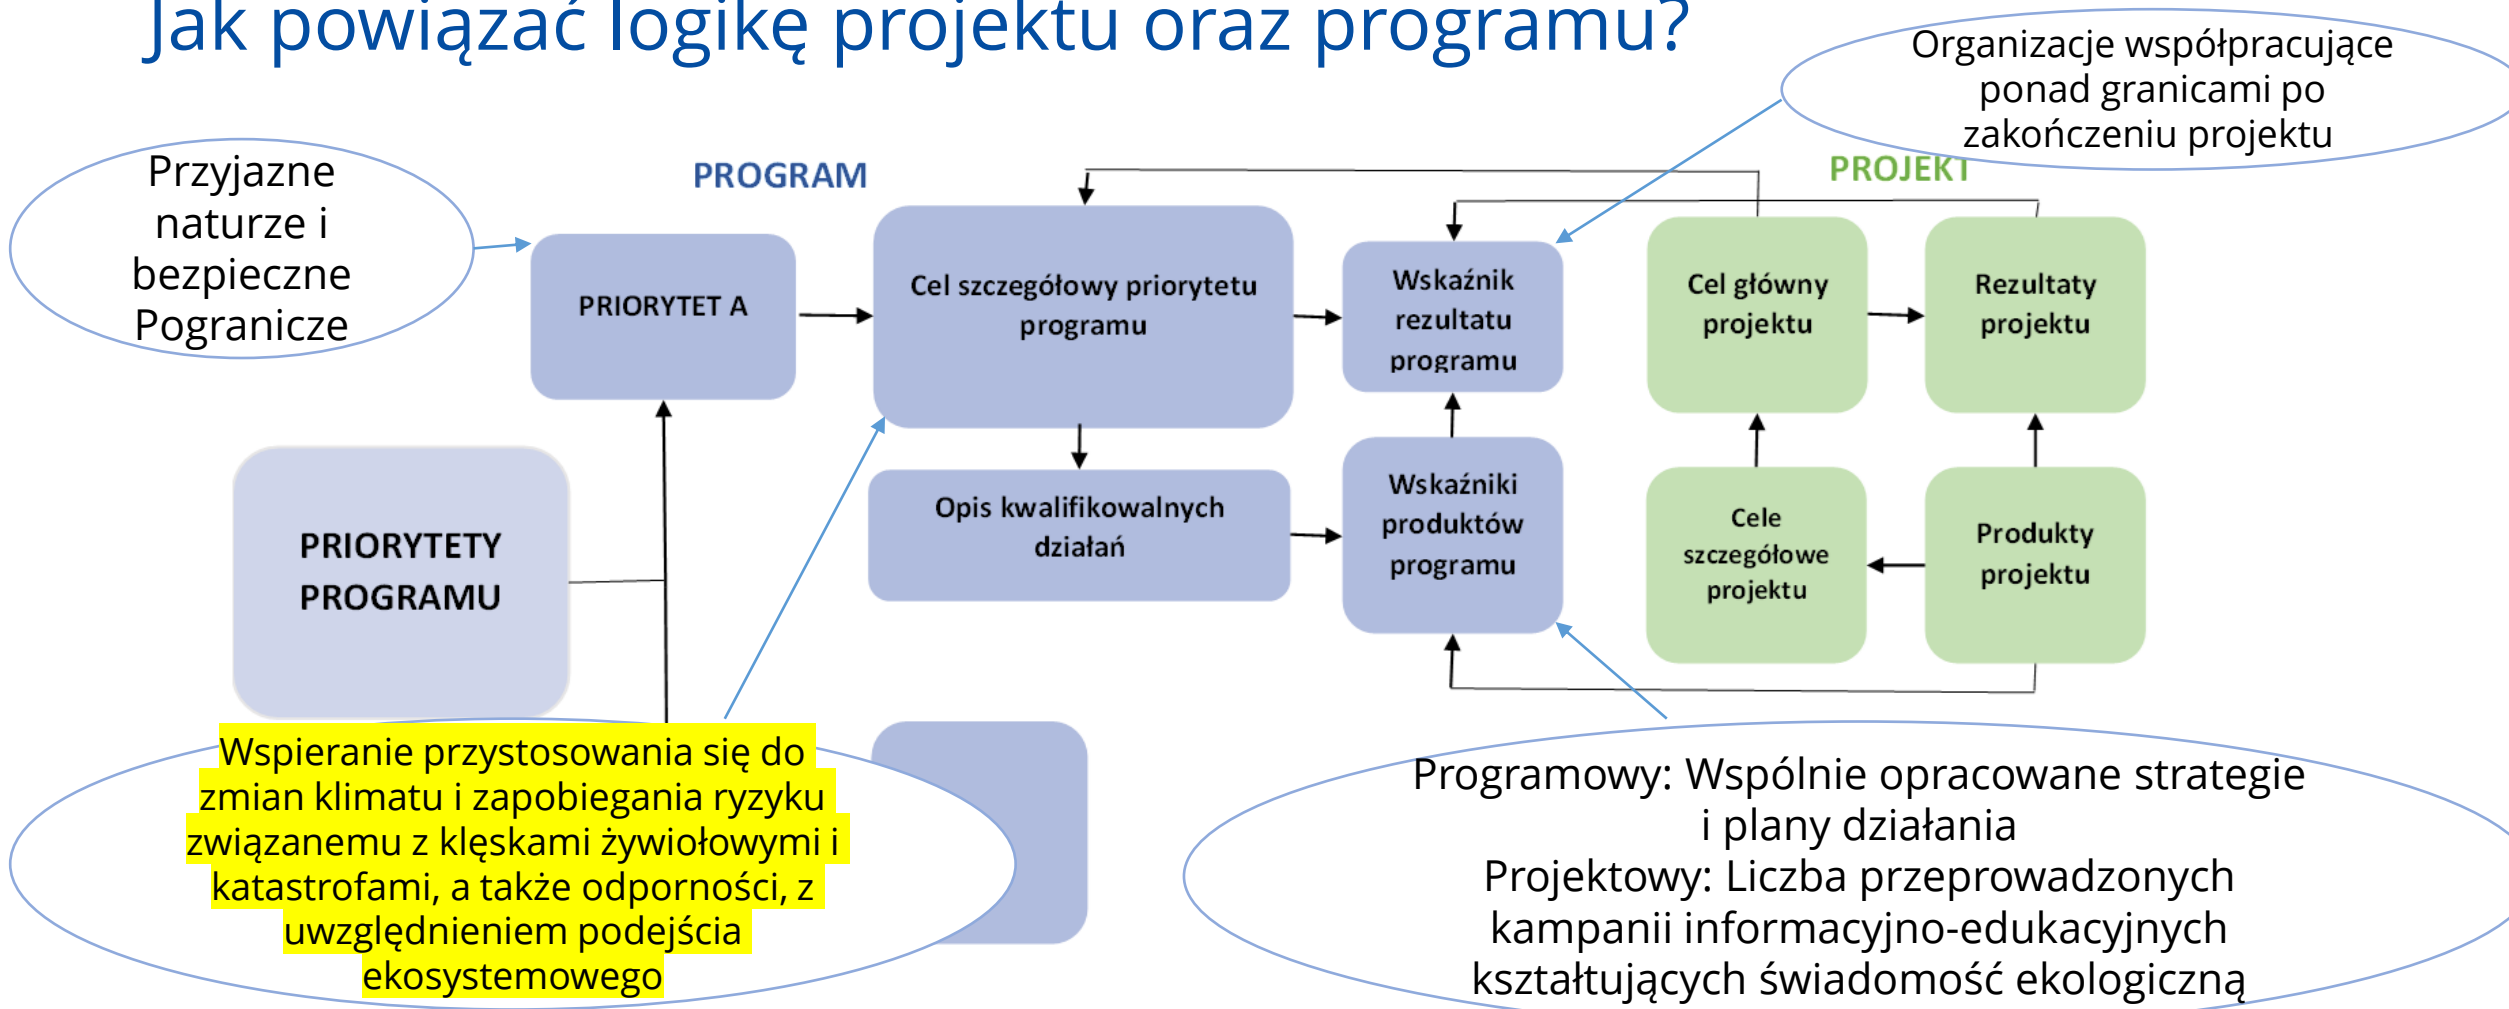 Jak powiązać logikę projektu oraz programu?
Organizacje współpracujące
ponad granicami po
zakończeniu projektu
Przyjazne
naturze i
bezpieczne
Pogranicze
PROGRAM
PROJEKT
PRIORYTET A
Cel szczegółowy priorytetu
programu
Wskaźnik
rezultatu
programu
Cel główny
projektu
Rezultaty
projektu
PRIORYTETY
PROGRAMU
Opis kwalifikowalnych
działań
Wskaźniki
produktów
programu
Cele
szczegółowe
projektu
Produkty
projektu
Wspieranie przystosowania się do
zmian klimatu i zapobiegania ryzyku
związanemu z klęskami żywiołowymi i
katastrofami, a także odporności, z
uwzględnieniem podejścia
ekosystemowego
Programowy: Wspólnie opracowane strategie
i plany działania
Projektowy: Liczba przeprowadzonych
kampanii informacyjno-edukacyjnych
kształtujących świadomość ekologiczną